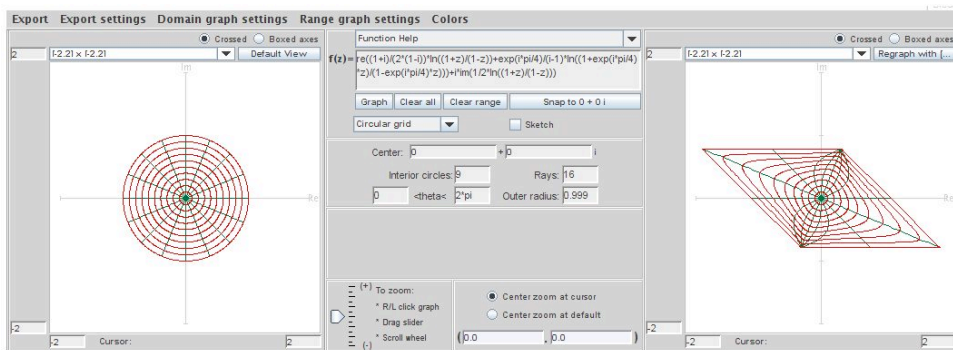 Export Export settings Domain graph settings Range graph settings Colors
Crossed Boxed axes
2 [-2.2] x [-2.2] Default View
Im
Re
-2
-2 Cursor: 2
Function Help
f(z)= re((1+i)/(2*(1-i))*ln((1+z)/(1-z))+exp(i*pi/4)/(i-1)*ln((1+exp(i*pi/4)
*z)/(1-exp(i*pi/4)*z)))+i*im(1/2*ln((1+z)/(1-z)))
Graph Clear all Clear range Snap to 0 + 0 i
Circular grid Sketch
Center: 0 + 0 i
Interior circles: 9 Rays: 16
0 <theta< 2*pi Outer radius: 0.999
(+) To zoom:
* R/L click graph
* Drag slider
* Scroll wheel
(-)
Center zoom at cursor
Center zoom at default
( 0.0 , 0.0 )
Crossed Boxed axes
2 [-2.2] x [-2.2] Regraph with [...
Im
Re
-2
-2 Cursor: 2